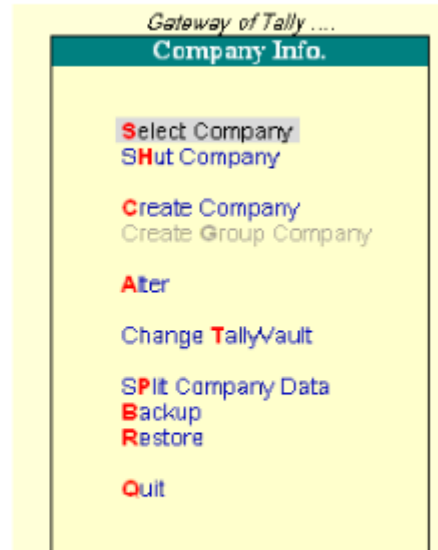 Gateway of Tally ....
Company Info.
Select Company
SHut Company
Create Company
Create Group Company
Alter
Change TallyVault
SPlit Company Data
Backup
Restore
Quit